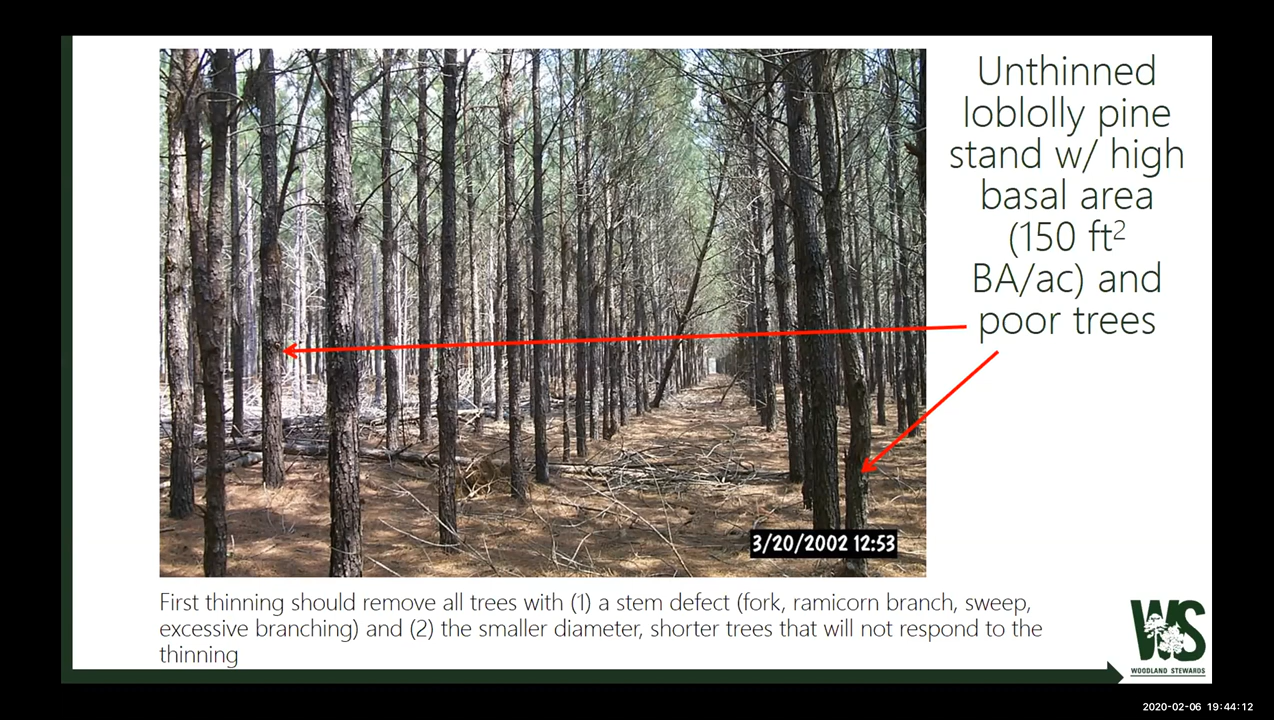 Unthinned
loblolly pine
stand w/ high
basal area
(150 ft²
BA/ac) and
poor trees
3/20/2002 12:53
First thinning should remove all trees with (1) a stem defect (fork, ramicorn branch, sweep,
excessive branching) and (2) the smaller diameter, shorter trees that will not respond to the
thinning
WS
WOODLAND STEWARDS
2020-02-06 19:44:12